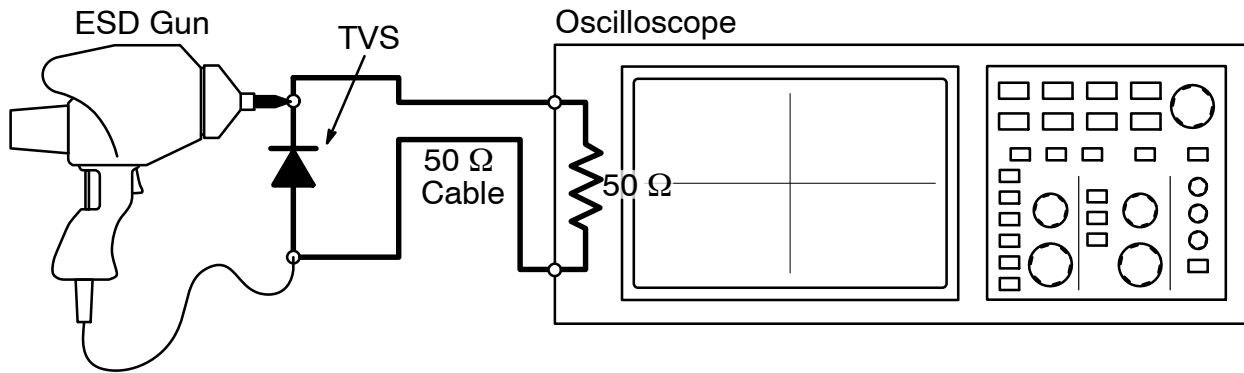 ESD Gun
TVS
Oscilloscope
50 Ω
Cable
50 Ω